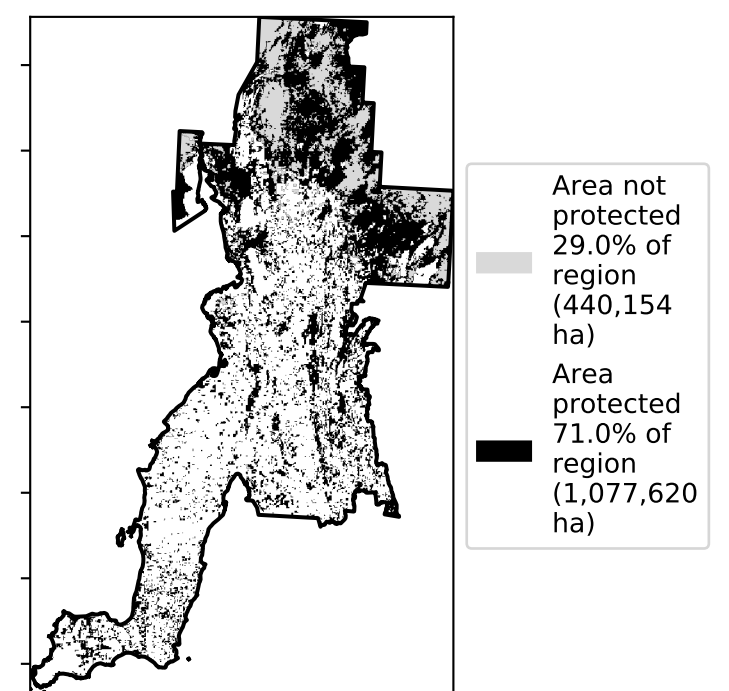 Area not
protected
29.0% of
region
(440,154
ha)
Area
protected
71.0% of
region
(1,077,620
ha)